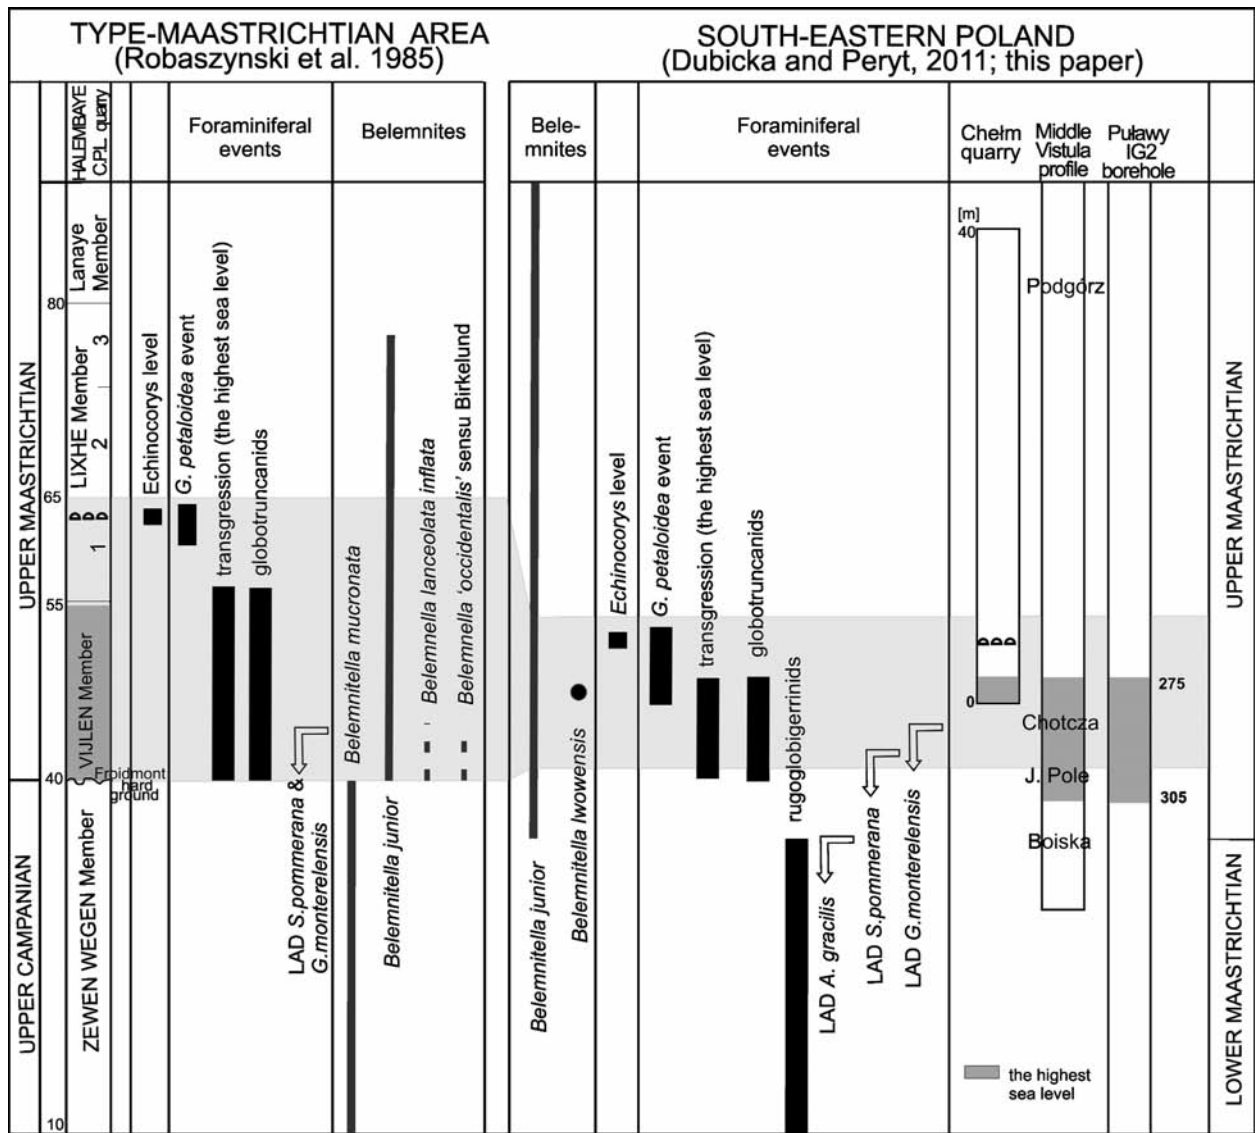 TYPE-MAASTRICHTIAN AREA
(Robaszynski et al. 1985)
SOUTH-EASTERN POLAND
(Dubicka and Peryt, 2011; this paper)
HALEMBAYE
C.P.L. quarry
Foraminiferal
events
Belemnites
Bele-
mnites
Foraminiferal
events
Chełm
quarry
Middle
Vistula
profile
Puławy
IG2
borehole
UPPER MAASTRICHTIAN
UPPER CAMPANIAN
80
65
55
40
10
Lanaye
Member
LIXHE Member
3
2
1
VIJLEN Member
ZEWEN WEGEN Member
Froidmont
hard
ground
Echinocorys level
G. petaloidea event
transgression (the highest sea level)
globotruncanids
LAD S.pommerana &
G.monterelensis
Belemnitella mucronata
Belemnitella junior
Belemnella lanceolata inflata
Belemnella 'occidentalis' sensu Birkelund
Belemnitella junior
Belemnitella lwowensis
Echinocorys level
G. petaloidea event
transgression (the highest sea level)
globotruncanids
rugoglobigerrinids
LAD A. gracilis
LAD S.pommerana
LAD G.monterelensis
[m]
40
0
Podgórz
Chotcza
J. Pole
Boiska
275
305
the highest
sea level
UPPER MAASTRICHTIAN
LOWER MAASTRICHTIAN